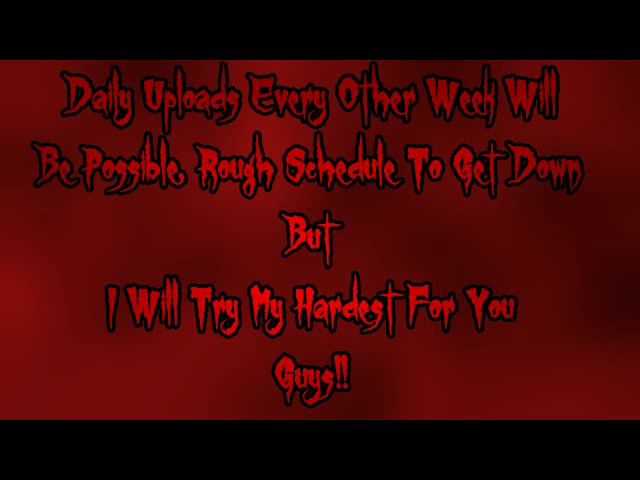 Daily Uploads Every Other Week Will
Be Possible. Rough Schedule To Get Down
But
I Will Try My Hardest For You
Guys!!